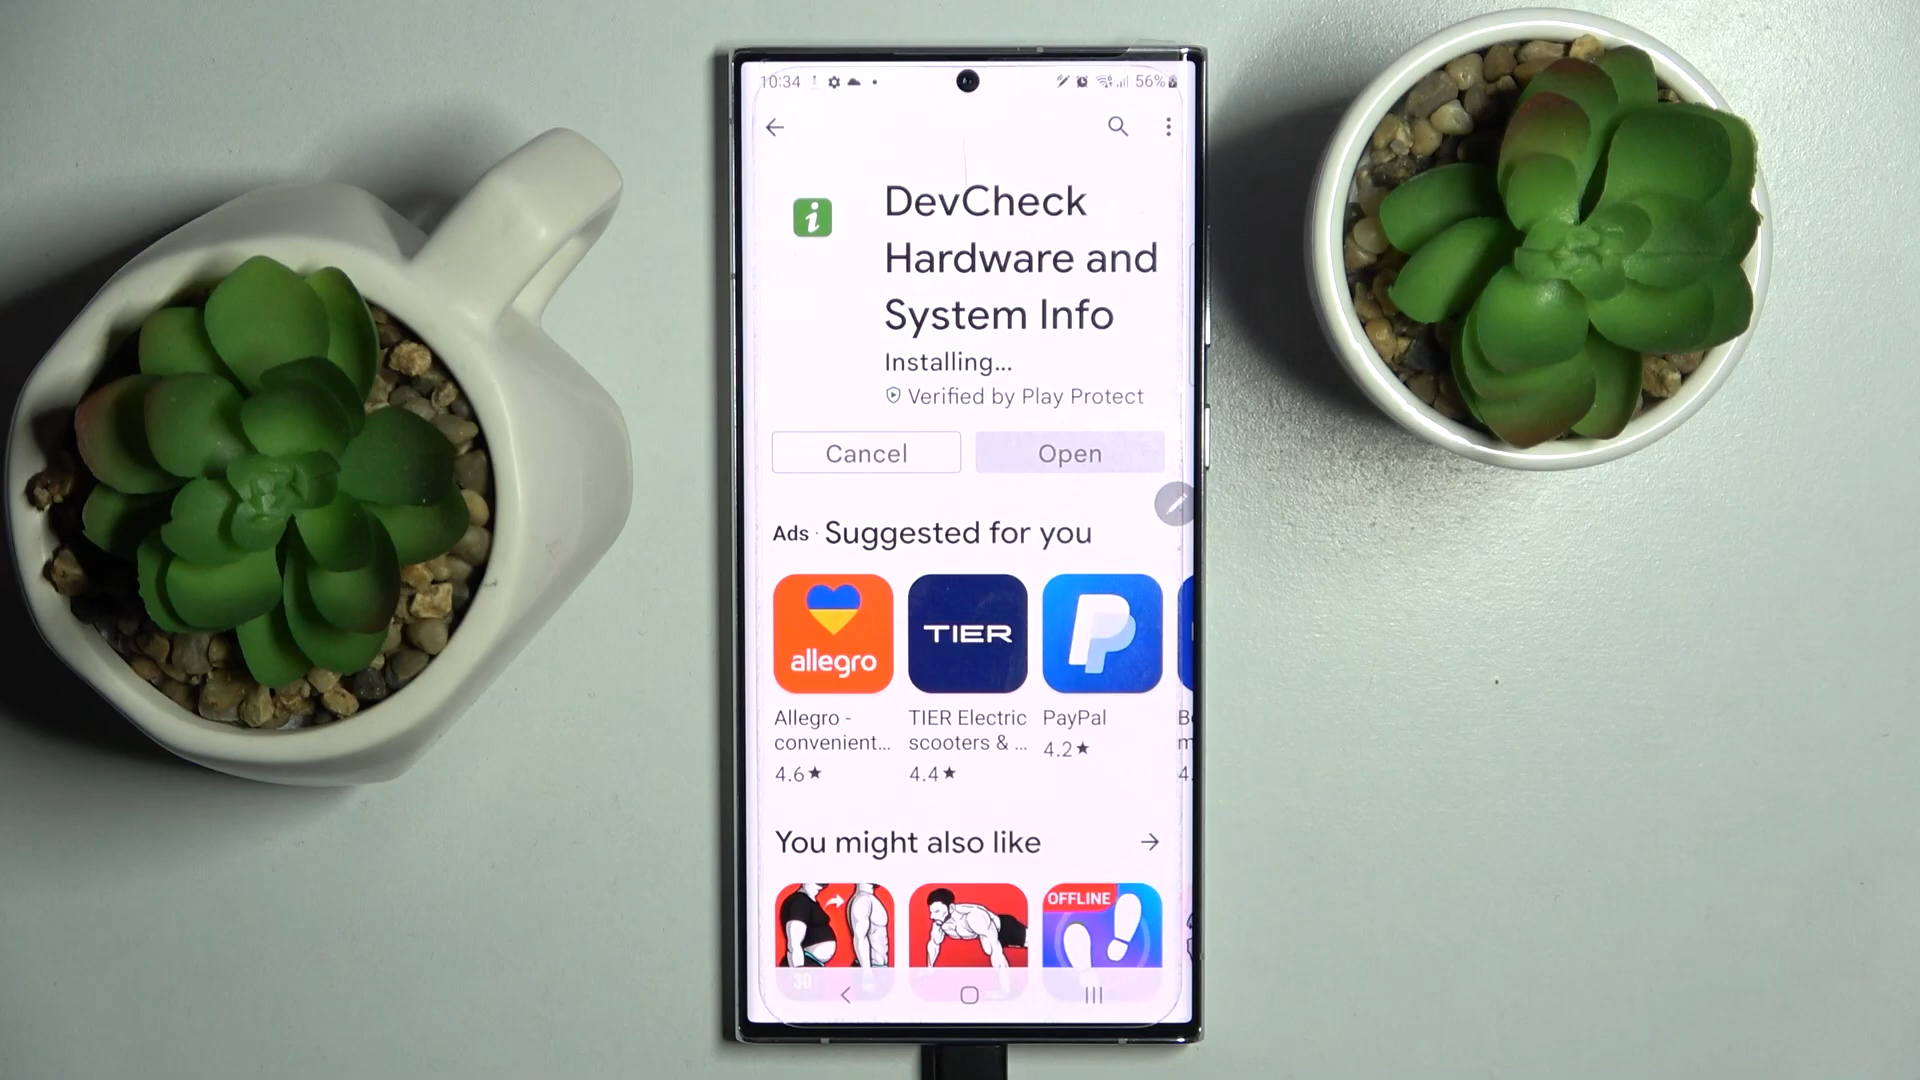 10:34
56%
DevCheck
Hardware and
System Info
Installing...
Verified by Play Protect
Cancel
Open
Ads · Suggested for you
allegro
TIER
Allegro -
convenient...
4.6★
TIER Electric
scooters & ...
4.4★
PayPal
4.2★
4.
You might also like
→
OFFLINE
30